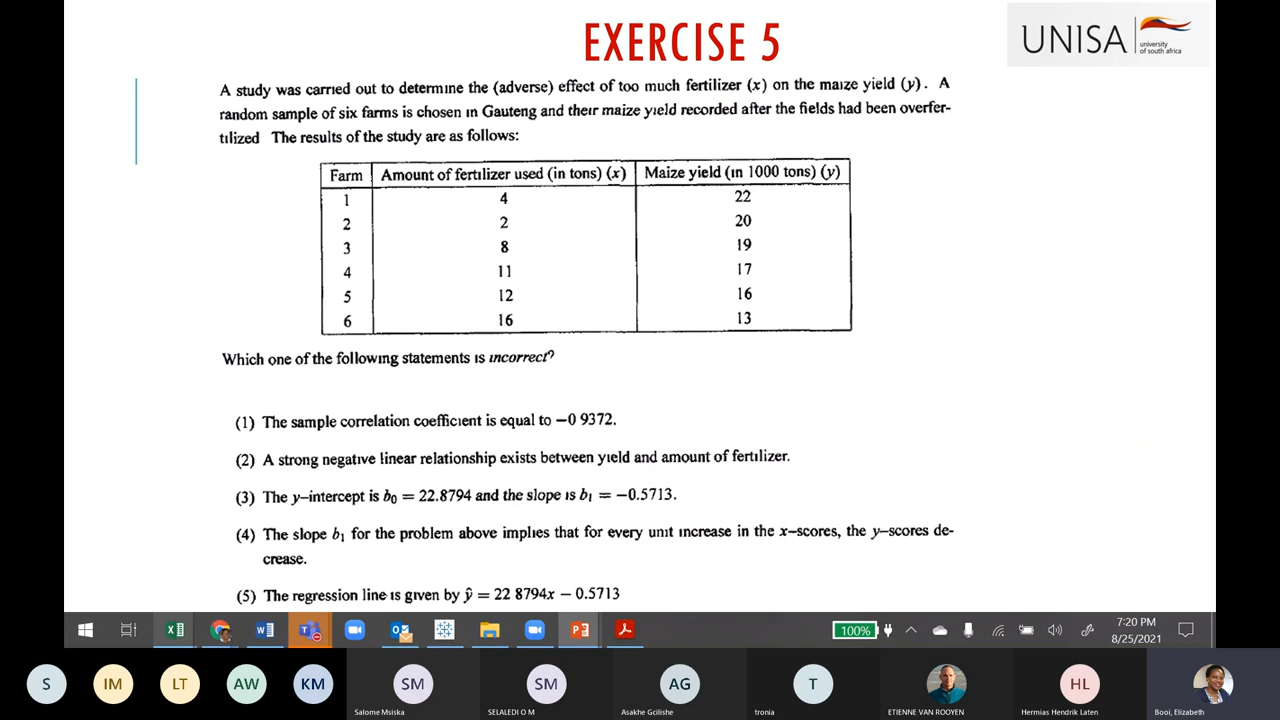 EXERCISE 5
UNISA
university
of south africa
A study was carried out to determine the (adverse) effect of too much fertilizer (x) on the maize yield (y). A
random sample of six farms is chosen in Gauteng and their maize yield recorded after the fields had been overfer-
tilized The results of the study are as follows:
Farm Amount of fertilizer used (in tons) (x) Maize yield (in 1000 tons) (y)
1 4 22
2 2 20
3 8 19
4 11 17
5 12 16
6 16 13
Which one of the following statements is incorrect?
(1) The sample correlation coefficient is equal to −0 9372.
(2) A strong negative linear relationship exists between yield and amount of fertilizer.
(3) The y–intercept is b₀ = 22.8794 and the slope is b₁ = −0.5713.
(4) The slope b₁ for the problem above implies that for every unit increase in the x–scores, the y–scores de-
crease.
(5) The regression line is given by ŷ = 22 8794x − 0.5713
100%
7:20 PM
8/25/2021
S IM LT AW KM SM SM AG T HL
Salome Msiska SELALEDI O M Asakhe Gcilishe tronia ETIENNE VAN ROOYEN Hermias Hendrik Laten Booi, Elizabeth